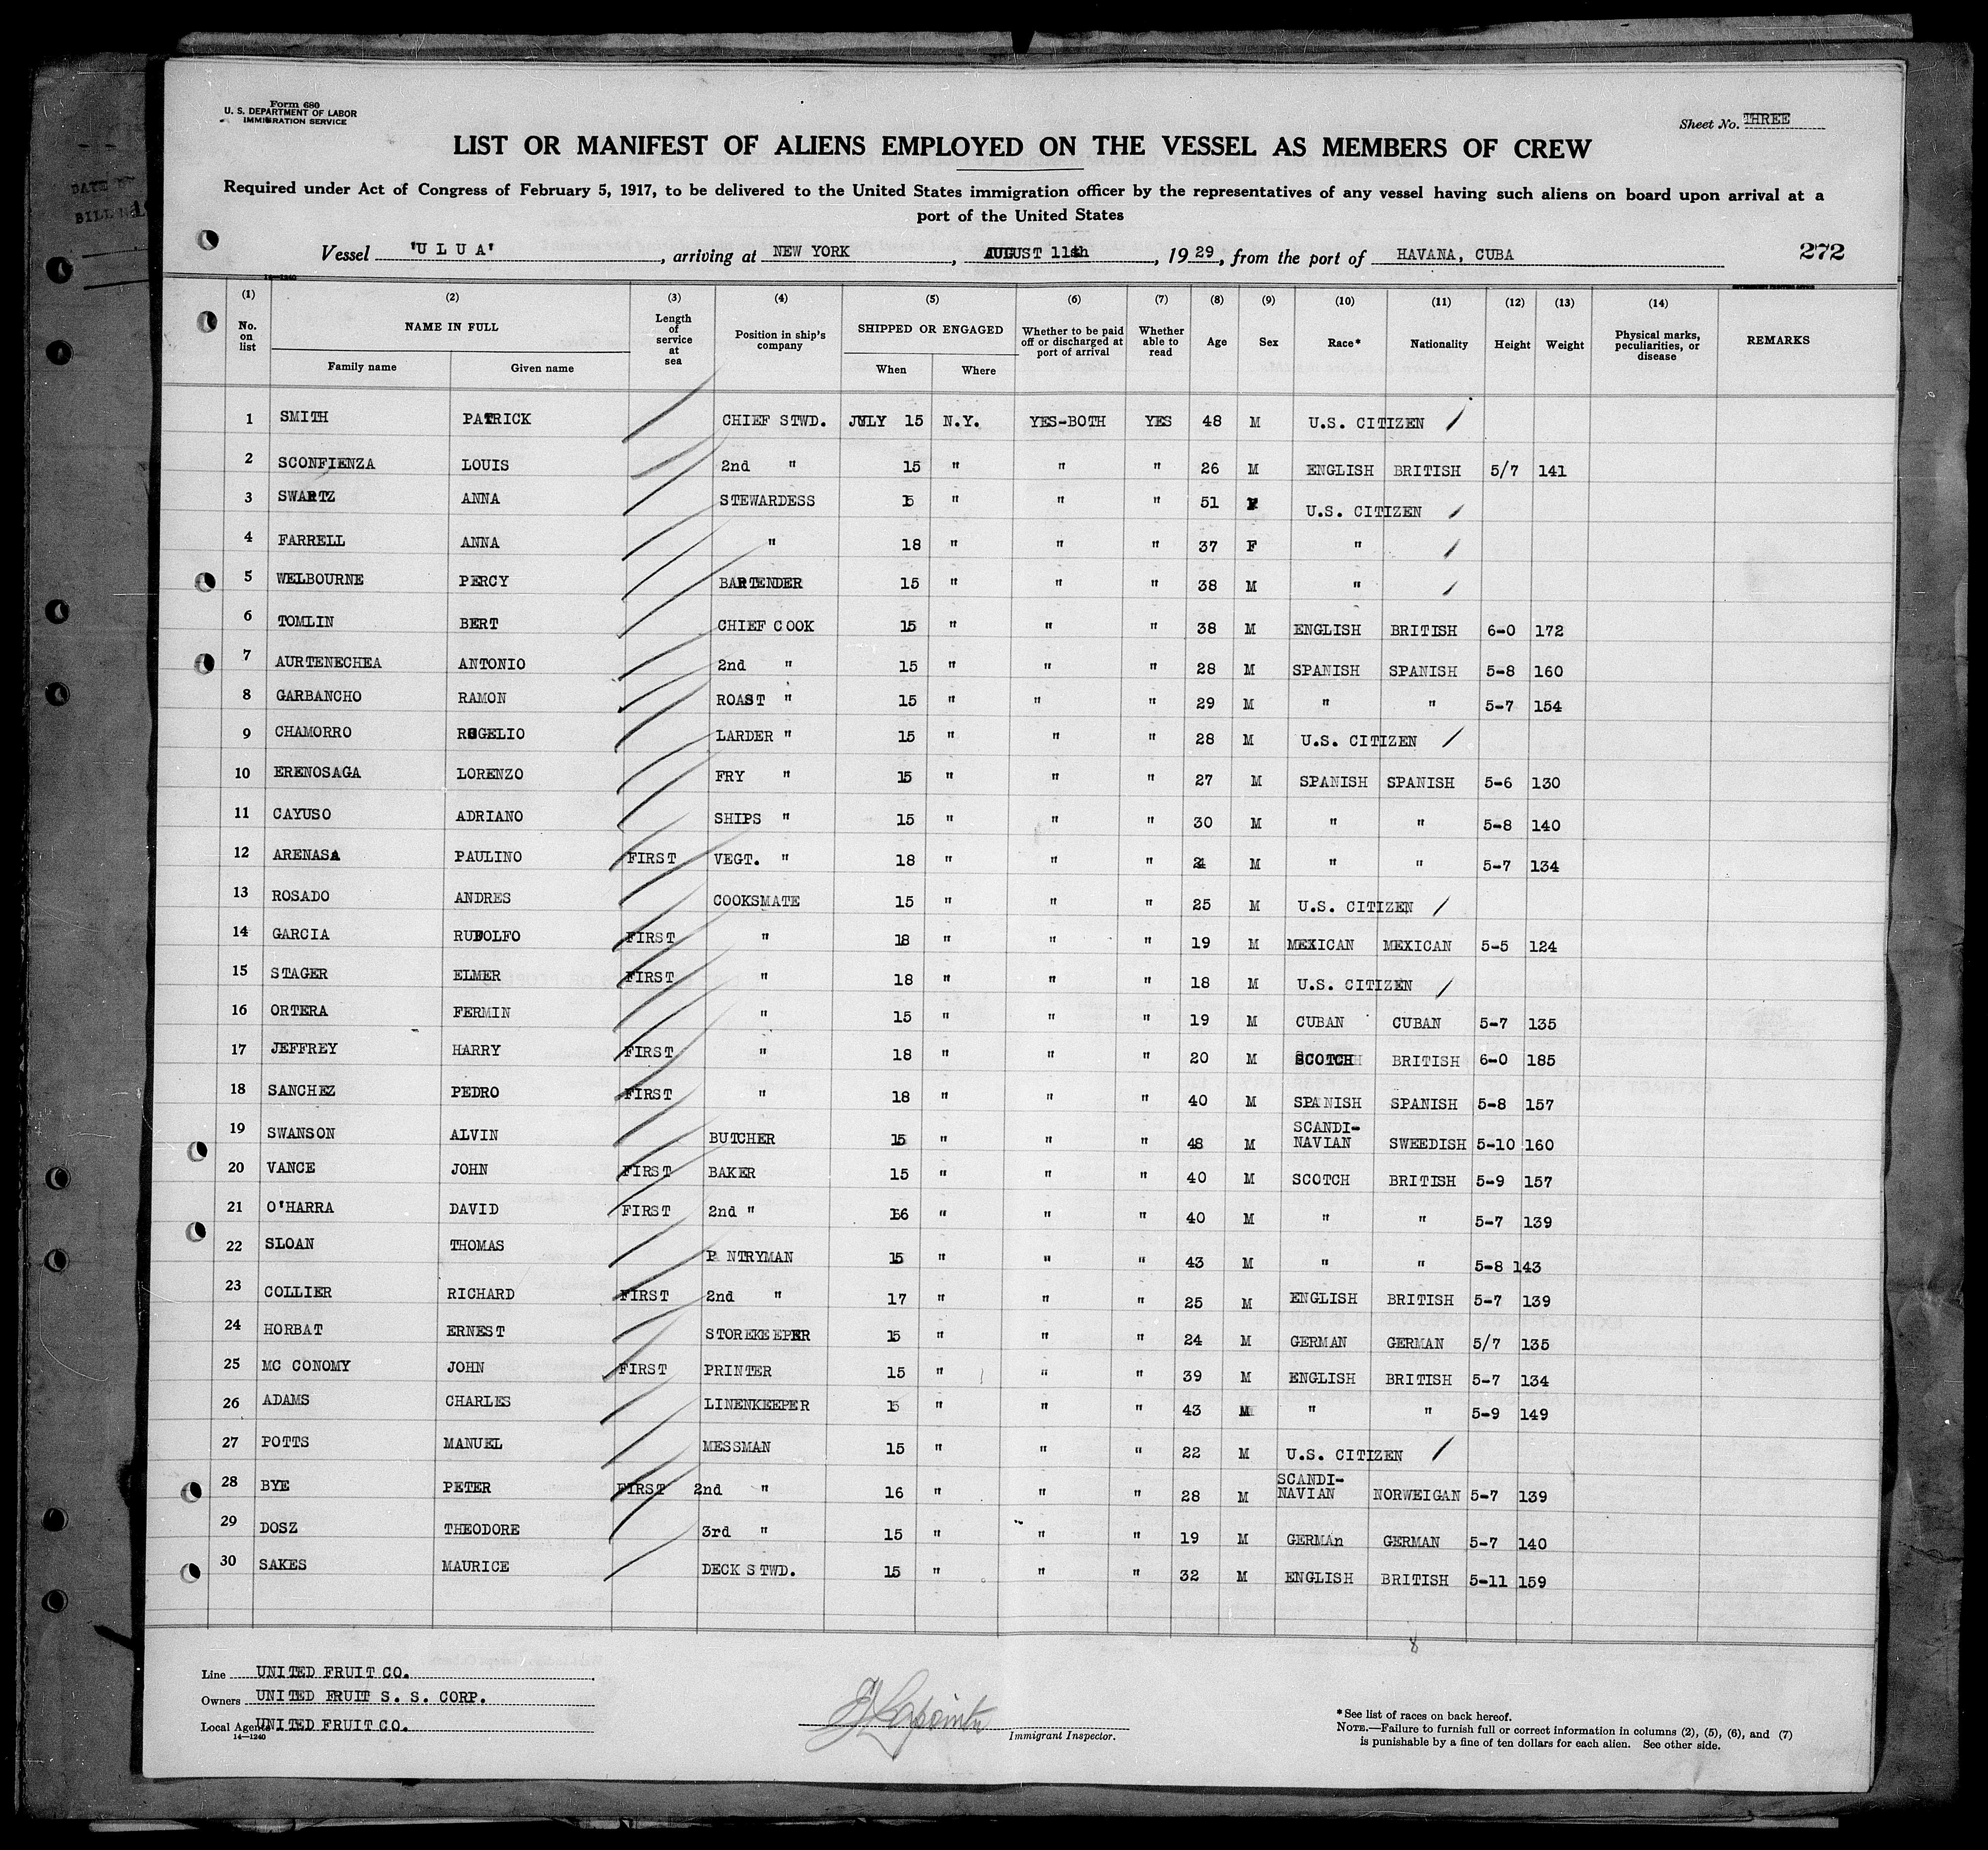 Form 680
U. S. DEPARTMENT OF LABOR
IMMIGRATION SERVICE
Sheet No. THREE
LIST OR MANIFEST OF ALIENS EMPLOYED ON THE VESSEL AS MEMBERS OF CREW
Required under Act of Congress of February 5, 1917, to be delivered to the United States immigration officer by the representatives of any vessel having such aliens on board upon arrival at a
port of the United States
Vessel 'U L U A', arriving at NEW YORK, AUGUST 11th, 1929, from the port of HAVANA, CUBA 272
14-1240
(1) (2) (3) (4) (5) (6) (7) (8) (9) (10) (11) (12) (13) (14)
No. on list NAME IN FULL Family name Given name Length of service at sea Position in ship's company SHIPPED OR ENGAGED When Where Whether to be paid off or discharged at port of arrival Whether able to read Age Sex Race* Nationality Height Weight Physical marks, peculiarities, or disease REMARKS
1 SMITH PATRICK CHIEF STWD. JULY 15 N.Y. YES-BOTH YES 48 M U.S. CITIZEN
2 SCONFIENZA LOUIS 2nd " 15 " " " 26 M ENGLISH BRITISH 5/7 141
3 SWARTZ ANNA STEWARDESS 15 " " " 51 F U.S. CITIZEN
4 FARRELL ANNA " 18 " " " 37 F "
5 WELBOURNE PERCY BARTENDER 15 " " " 38 M "
6 TOMLIN BERT CHIEF COOK 15 " " " 38 M ENGLISH BRITISH 6-0 172
7 AURTENECHEA ANTONIO 2nd " 15 " " " 28 M SPANISH SPANISH 5-8 160
8 GARBANCHO RAMON ROAST " 15 " " " 29 M " " 5-7 154
9 CHAMORRO ROGELIO LARDER " 15 " " " 28 M U.S. CITIZEN
10 ERENOSAGA LORENZO FRY " 15 " " " 27 M SPANISH SPANISH 5-6 130
11 CAYUSO ADRIANO SHIPS " 15 " " " 30 M " " 5-8 140
12 ARENASA PAULINO FIRST VEGT. " 18 " " " 24 M " " 5-7 134
13 ROSADO ANDRES COOKSMATE 15 " " " 25 M U.S. CITIZEN
14 GARCIA RUDOLFO FIRST " 18 " " " 19 M MEXICAN MEXICAN 5-5 124
15 STAGER ELMER FIRST " 18 " " " 18 M U.S. CITIZEN
16 ORTERA FERMIN " 15 " " " 19 M CUBAN CUBAN 5-7 135
17 JEFFREY HARRY FIRST " 18 " " " 20 M SCOTCH BRITISH 6-0 185
18 SANCHEZ PEDRO FIRST " 18 " " " 40 M SPANISH SPANISH 5-8 157
19 SWANSON ALVIN BUTCHER 15 " " " 48 M SCANDI-NAVIAN SWEEDISH 5-10 160
20 VANCE JOHN FIRST BAKER 15 " " " 40 M SCOTCH BRITISH 5-9 157
21 O'HARRA DAVID FIRST 2nd " 16 " " " 40 M " " 5-7 139
22 SLOAN THOMAS P NTRYMAN 15 " " " 43 M " " 5-8 143
23 COLLIER RICHARD FIRST 2nd " 17 " " " 25 M ENGLISH BRITISH 5-7 139
24 HORBAT ERNEST STOREKEEPER 15 " " " 24 M GERMAN GERMAN 5/7 135
25 MC CONOMY JOHN FIRST PRINTER 15 " " " 39 M ENGLISH BRITISH 5-7 134
26 ADAMS CHARLES LINENKEEPER 15 " " " 43 M " " 5-9 149
27 POTTS MANUEL MESSMAN 15 " " " 22 M U.S. CITIZEN
28 BYE PETER FIRST 2nd " 16 " " " 28 M SCANDI-NAVIAN NORWEIGAN 5-7 139
29 DOSZ THEODORE 3rd " 15 " " " 19 M GERMAn GERMAN 5-7 140
30 SAKES MAURICE DECK STWD. 15 " " " 32 M ENGLISH BRITISH 5-11 159
8
Line UNITED FRUIT CO.
Owners UNITED FRUIT S. S. CORP.
Local Agents UNITED FRUIT CO.
14—1240
Immigrant Inspector.
*See list of races on back hereof.
NOTE.—Failure to furnish full or correct information in columns (2), (5), (6), and (7)
is punishable by a fine of ten dollars for each alien. See other side.